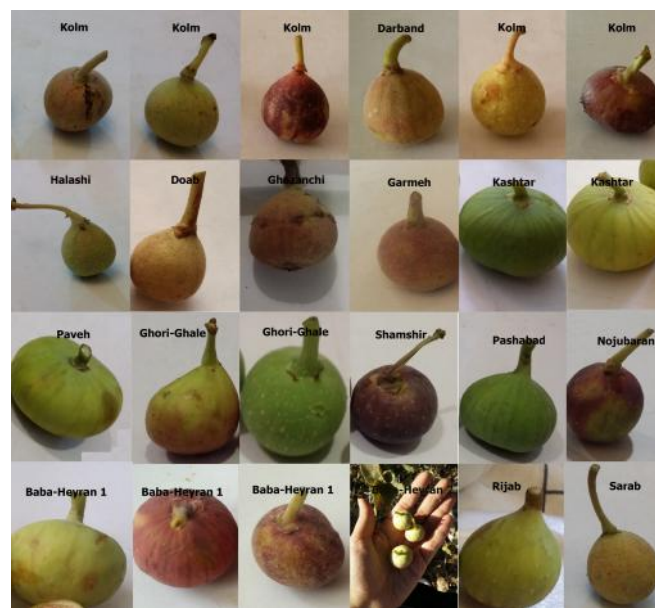 Kolm
Kolm
Kolm
Darband
Kolm
Kolm
Halashi
Doab
Ghazanchi
Garmeh
Kashtar
Kashtar
Paveh
Ghori-Ghale
Ghori-Ghale
Shamshir
Pashabad
Nojubaran
Baba-Heyran 1
Baba-Heyran 1
Baba-Heyran 1
Rijab
Sarab